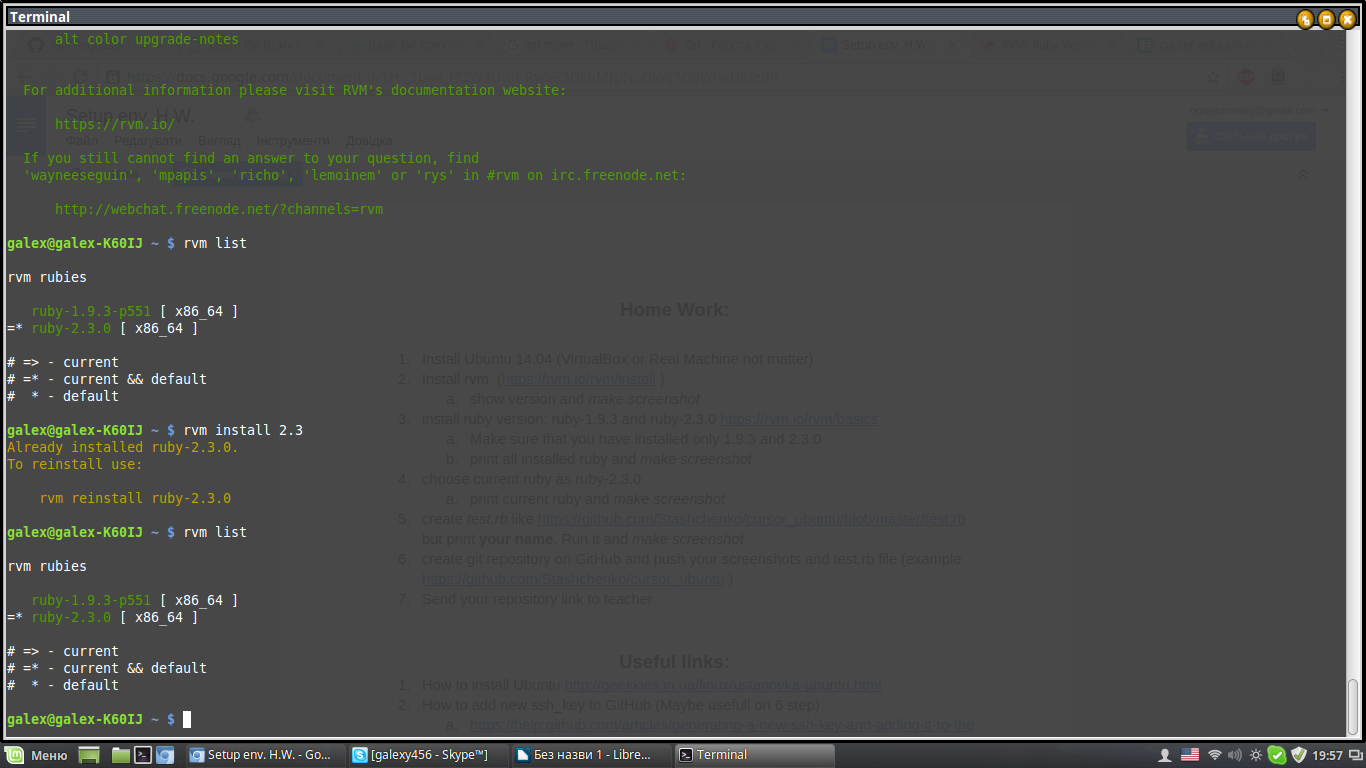 Terminal
alt color upgrade-notes
For additional information please visit RVM's documentation website:
https://rvm.io/
If you still cannot find an answer to your question, find
'wayneeseguin', 'mpapis', 'richo', 'lemoinem' or 'rys' in #rvm on irc.freenode.net:
http://webchat.freenode.net/?channels=rvm
galex@galex-K60IJ ~ $ rvm list
rvm rubies
ruby-1.9.3-p551 [ x86_64 ]
=* ruby-2.3.0 [ x86_64 ]
# => - current
# =* - current && default
#  * - default
galex@galex-K60IJ ~ $ rvm install 2.3
Already installed ruby-2.3.0.
To reinstall use:
rvm reinstall ruby-2.3.0
galex@galex-K60IJ ~ $ rvm list
rvm rubies
ruby-1.9.3-p551 [ x86_64 ]
=* ruby-2.3.0 [ x86_64 ]
# => - current
# =* - current && default
#  * - default
galex@galex-K60IJ ~ $
Setup env. H.W.
Файл Редагувати Вигляд Інструменти Довідка
Home Work:
1. Install Ubuntu 14.04 (VirtualBox or Real Machine not matter)
2. Install rvm (https://rvm.io/rvm/install )
a. show version and make screenshot
3. install ruby version: ruby-1.9.3 and ruby-2.3.0 https://rvm.io/rvm/basics
a. Make sure that you have installed only 1.9.3 and 2.3.0
b. print all installed ruby and make screenshot
4. choose current ruby as ruby-2.3.0
a. print current ruby and make screenshot
5. create test.rb like https://github.com/Stashchenko/cursor_ubuntu/blob/master/test.rb
but print your name. Run it and make screenshot
6. create git repository on GitHub and push your screenshots and test.rb file (example
https://github.com/Stashchenko/cursor_ubuntu )
7. Send your repository link to teacher
Useful links:
1. How to install Ubuntu http://geekkies.in.ua/linux/ustanovka-ubuntu.html
2. How to add new ssh_key to GitHub (Maybe usefull on 6 step)
a. https://help.github.com/articles/generating-a-new-ssh-key-and-adding-it-to-the
Меню
Setup env. H.W. - Go...
[galexy456 - Skype™]
Без назви 1 - Libre...
Terminal
19:57